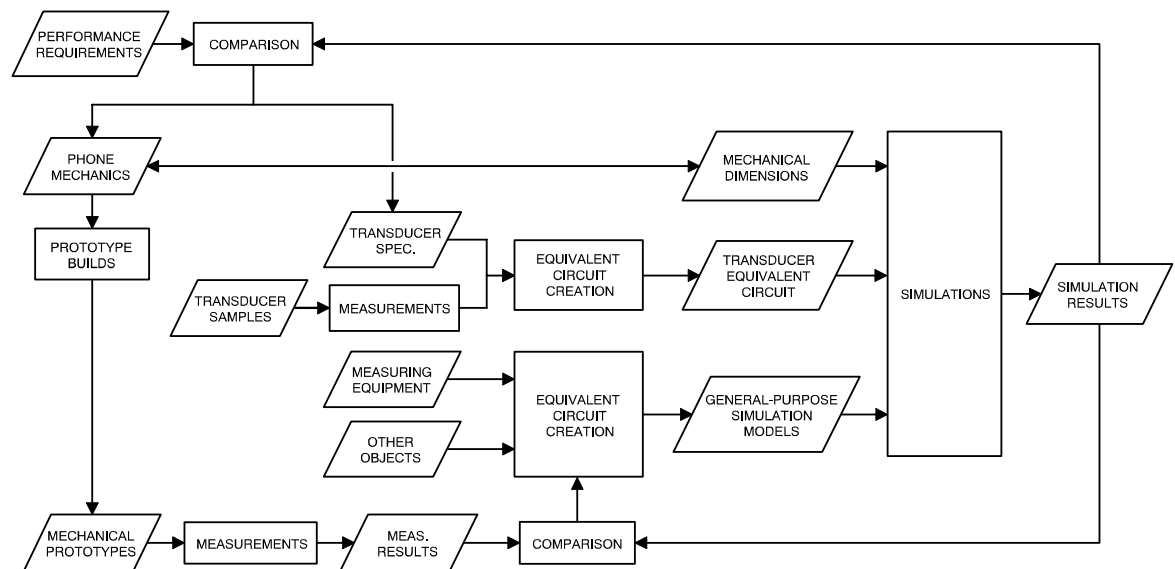 PERFORMANCE
REQUIREMENTS
COMPARISON
PHONE
MECHANICS
MECHANICAL
DIMENSIONS
PROTOTYPE
BUILDS
TRANSDUCER
SPEC.
EQUIVALENT
CIRCUIT
CREATION
TRANSDUCER
EQUIVALENT
CIRCUIT
SIMULATIONS
SIMULATION
RESULTS
TRANSDUCER
SAMPLES
MEASUREMENTS
MEASURING
EQUIPMENT
EQUIVALENT
CIRCUIT
CREATION
GENERAL-PURPOSE
SIMULATION
MODELS
OTHER
OBJECTS
MECHANICAL
PROTOTYPES
MEASUREMENTS
MEAS.
RESULTS
COMPARISON